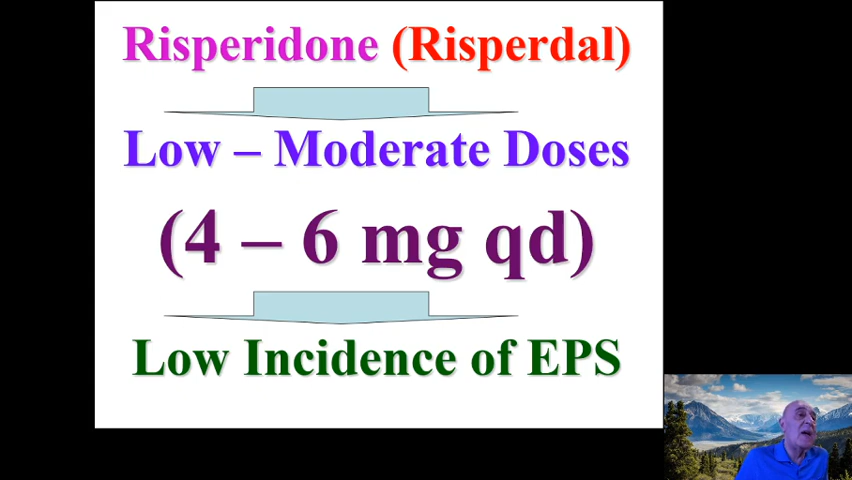 Risperidone (Risperdal)
Low – Moderate Doses
(4 – 6 mg qd)
Low Incidence of EPS